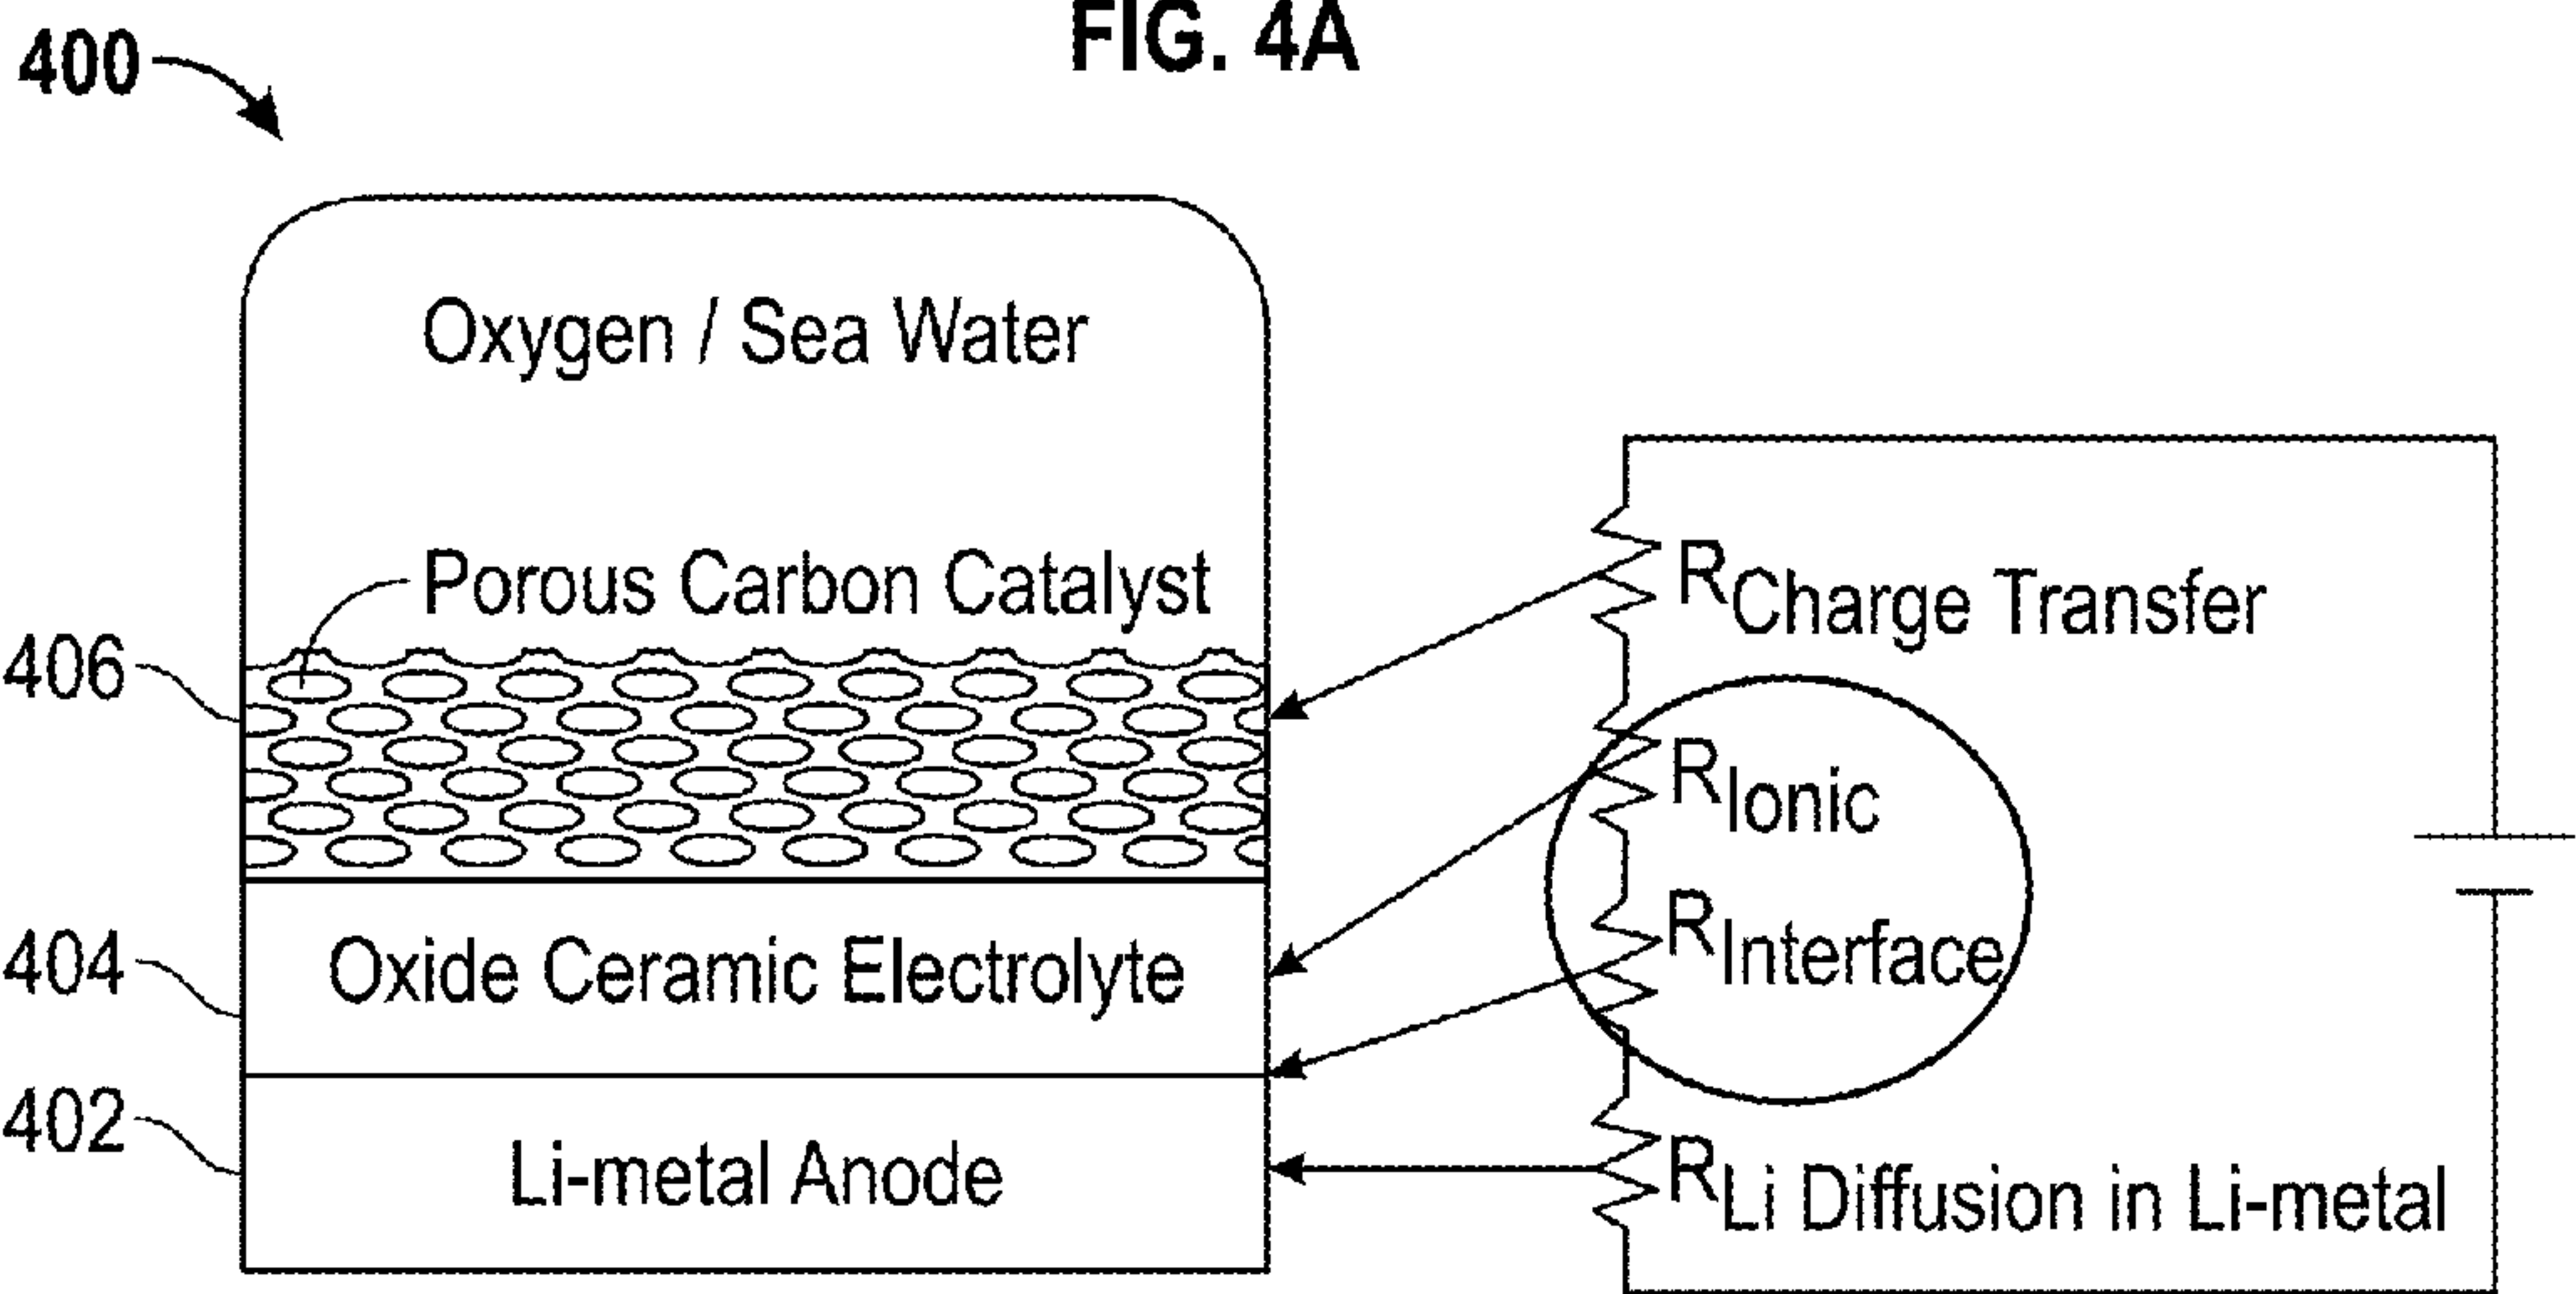 FIG. 4A
400
Oxygen / Sea Water
Porous Carbon Catalyst
406
404
Oxide Ceramic Electrolyte
402
Li-metal Anode
RCharge Transfer
RIonic
RInterface
RLi Diffusion in Li-metal